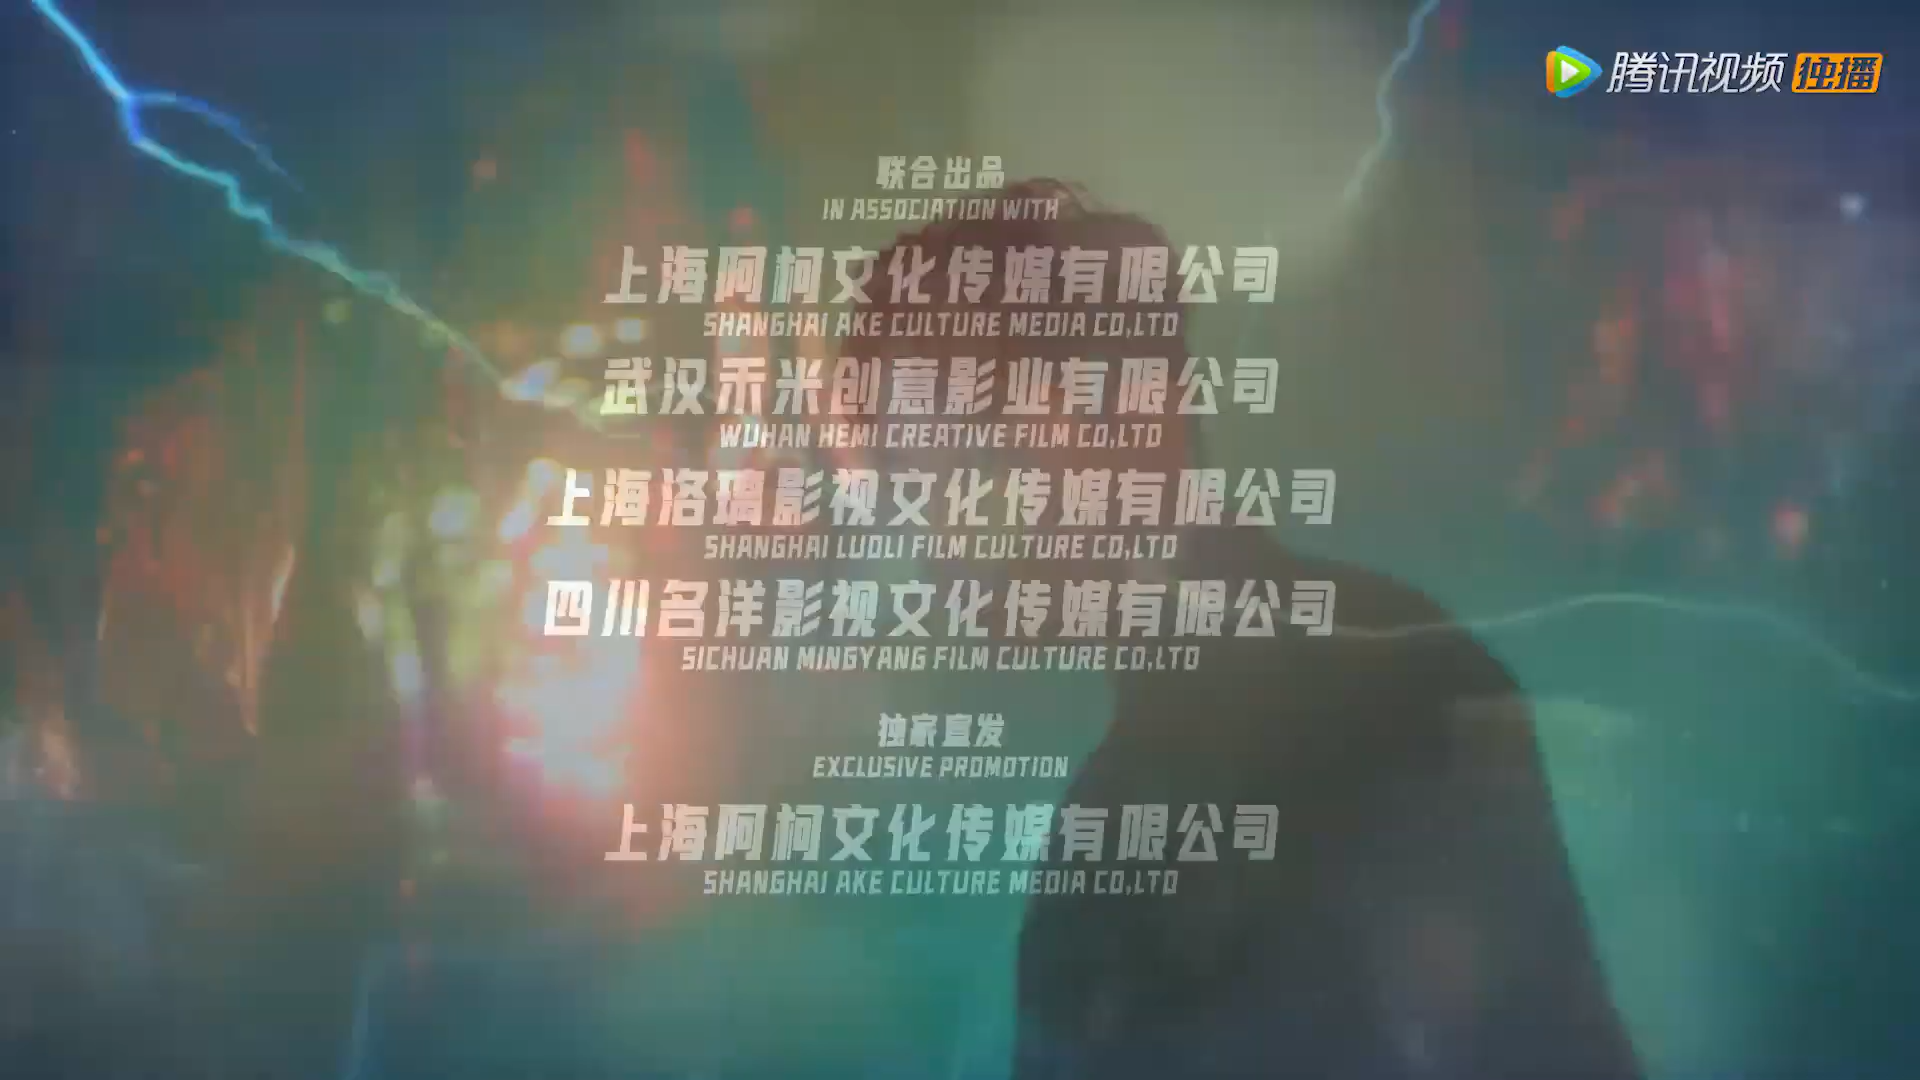 腾讯视频 独播
联合出品
IN ASSOCIATION WITH
上海阿柯文化传媒有限公司
SHANGHAI AKE CULTURE MEDIA CO,LTD
武汉禾米创意影业有限公司
WUHAN HEMI CREATIVE FILM CO,LTD
上海洛璃影视文化传媒有限公司
SHANGHAI LUOLI FILM CULTURE CO,LTD
四川名洋影视文化传媒有限公司
SICHUAN MINGYANG FILM CULTURE CO,LTD
独家宣发
EXCLUSIVE PROMOTION
上海阿柯文化传媒有限公司
SHANGHAI AKE CULTURE MEDIA CO,LTD